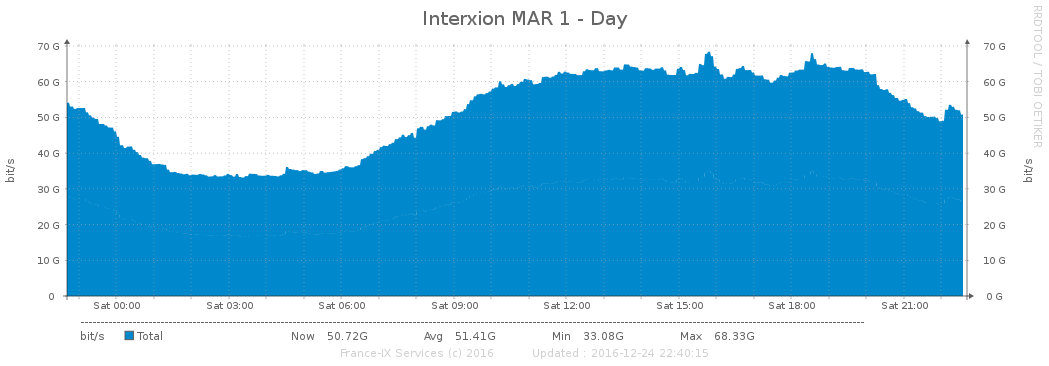 Interxion MAR 1 - Day
RRDTOOL / TOBI OETIKER
bit/s
70 G
60 G
50 G
40 G
30 G
20 G
10 G
0
70 G
60 G
50 G
40 G
30 G
20 G
10 G
0 G
bit/s
Sat 00:00 Sat 03:00 Sat 06:00 Sat 09:00 Sat 12:00 Sat 15:00 Sat 18:00 Sat 21:00
bit/s Total Now 50.72G Avg 51.41G Min 33.08G Max 68.33G
France-IX Services (c) 2016 Updated : 2016-12-24 22:40:15